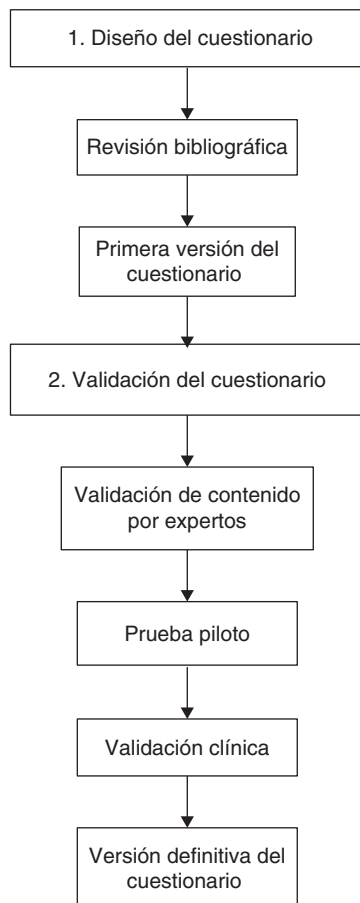 1. Diseño del cuestionario
Revisión bibliográfica
Primera versión del
cuestionario
2. Validación del cuestionario
Validación de contenido
por expertos
Prueba piloto
Validación clínica
Versión definitiva del
cuestionario